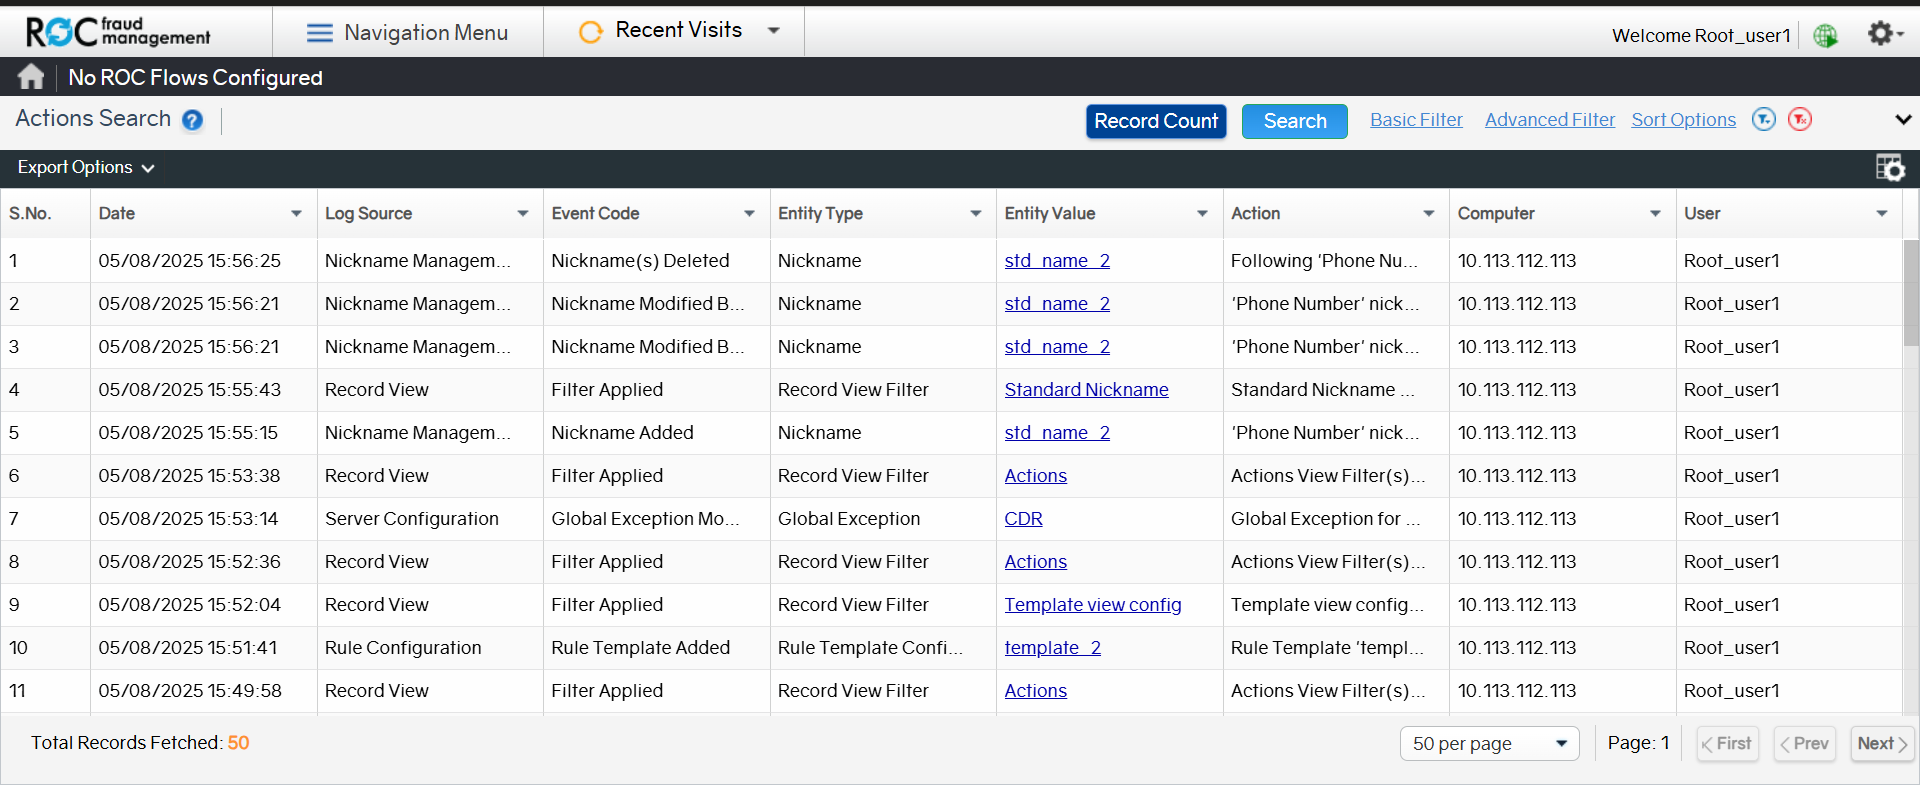 ROC fraud management
Navigation Menu
Recent Visits
Welcome Root_user1
No ROC Flows Configured
Actions Search ?
Record Count
Search
Basic Filter
Advanced Filter
Sort Options
Export Options
S.No. Date Log Source Event Code Entity Type Entity Value Action Computer User
1 05/08/2025 15:56:25 Nickname Managem... Nickname(s) Deleted Nickname std_name_2 Following 'Phone Nu... 10.113.112.113 Root_user1
2 05/08/2025 15:56:21 Nickname Managem... Nickname Modified B... Nickname std_name_2 'Phone Number' nick... 10.113.112.113 Root_user1
3 05/08/2025 15:56:21 Nickname Managem... Nickname Modified B... Nickname std_name_2 'Phone Number' nick... 10.113.112.113 Root_user1
4 05/08/2025 15:55:43 Record View Filter Applied Record View Filter Standard Nickname Standard Nickname ... 10.113.112.113 Root_user1
5 05/08/2025 15:55:15 Nickname Managem... Nickname Added Nickname std_name_2 'Phone Number' nick... 10.113.112.113 Root_user1
6 05/08/2025 15:53:38 Record View Filter Applied Record View Filter Actions Actions View Filter(s)... 10.113.112.113 Root_user1
7 05/08/2025 15:53:14 Server Configuration Global Exception Mo... Global Exception CDR Global Exception for ... 10.113.112.113 Root_user1
8 05/08/2025 15:52:36 Record View Filter Applied Record View Filter Actions Actions View Filter(s)... 10.113.112.113 Root_user1
9 05/08/2025 15:52:04 Record View Filter Applied Record View Filter Template view config Template view config... 10.113.112.113 Root_user1
10 05/08/2025 15:51:41 Rule Configuration Rule Template Added Rule Template Confi... template_2 Rule Template 'templ... 10.113.112.113 Root_user1
11 05/08/2025 15:49:58 Record View Filter Applied Record View Filter Actions Actions View Filter(s)... 10.113.112.113 Root_user1
Total Records Fetched: 50
50 per page
Page: 1
First
Prev
Next